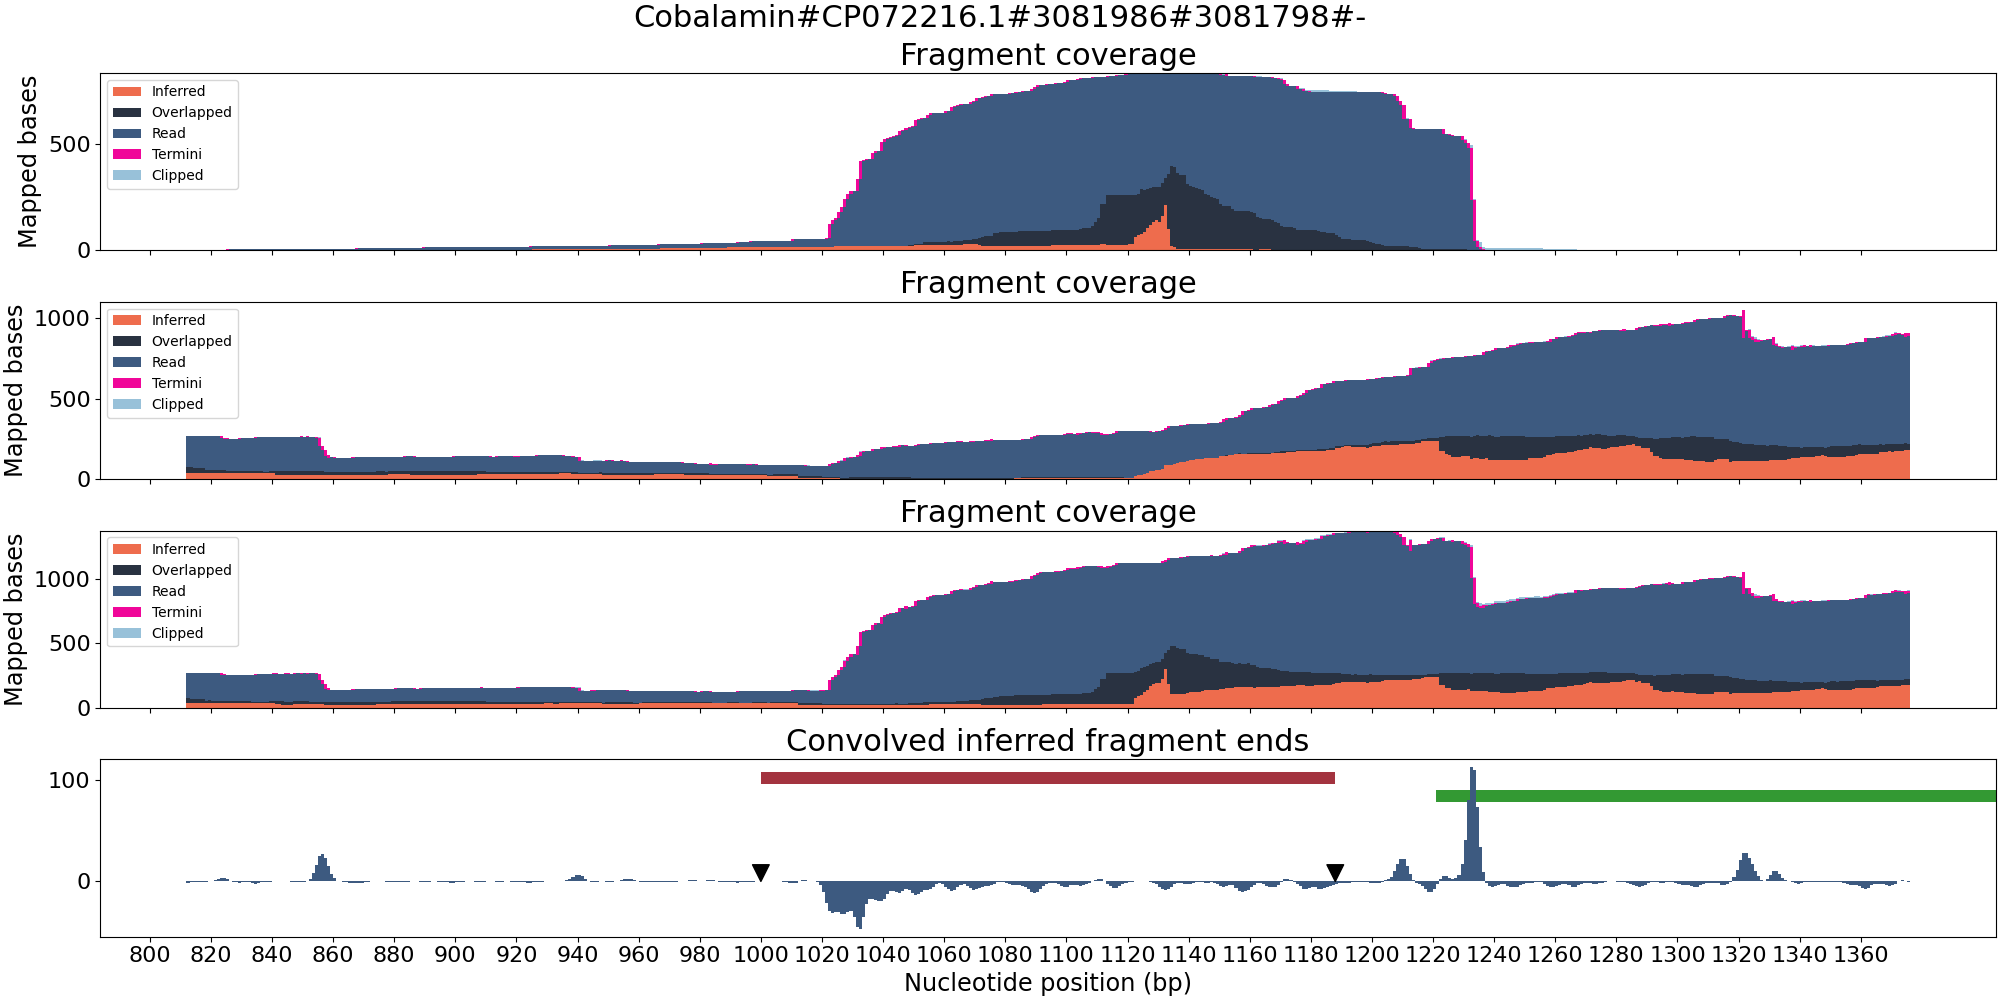 Cobalamin#CP072216.1#3081986#3081798#-
Fragment coverage
Mapped bases
500
0
Inferred
Overlapped
Read
Termini
Clipped
Fragment coverage
Mapped bases
1000
500
0
Inferred
Overlapped
Read
Termini
Clipped
Fragment coverage
Mapped bases
1000
500
0
Inferred
Overlapped
Read
Termini
Clipped
Convolved inferred fragment ends
100
0
800 820 840 860 880 900 920 940 960 980 1000 1020 1040 1060 1080 1100 1120 1140 1160 1180 1200 1220 1240 1260 1280 1300 1320 1340 1360
Nucleotide position (bp)